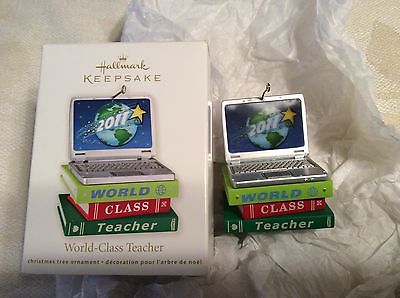 Hallmark
KEEPSAKE
2011
WORLD
CLASS
Teacher
World-Class Teacher
christmas tree ornament • décoration pour l'arbre de noël
2011
WORLD
CLASS
Teacher